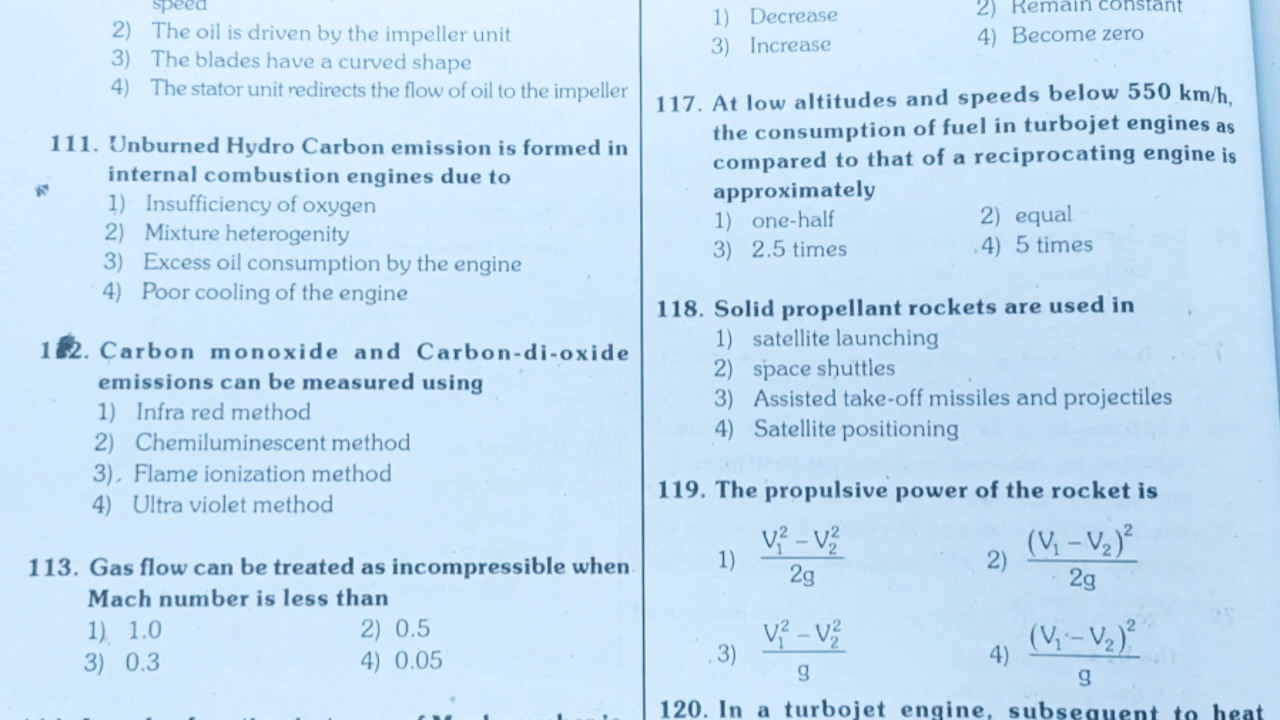 speed
2) The oil is driven by the impeller unit
3) The blades have a curved shape
4) The stator unit redirects the flow of oil to the impeller
111. Unburned Hydro Carbon emission is formed in
internal combustion engines due to
1) Insufficiency of oxygen
2) Mixture heterogenity
3) Excess oil consumption by the engine
4) Poor cooling of the engine
112. Carbon monoxide and Carbon-di-oxide
emissions can be measured using
1) Infra red method
2) Chemiluminescent method
3) Flame ionization method
4) Ultra violet method
113. Gas flow can be treated as incompressible when
Mach number is less than
1) 1.0 2) 0.5
3) 0.3 4) 0.05
1) Decrease 2) Remain constant
3) Increase 4) Become zero
117. At low altitudes and speeds below 550 km/h,
the consumption of fuel in turbojet engines as
compared to that of a reciprocating engine is
approximately
1) one-half 2) equal
3) 2.5 times 4) 5 times
118. Solid propellant rockets are used in
1) satellite launching
2) space shuttles
3) Assisted take-off missiles and projectiles
4) Satellite positioning
119. The propulsive power of the rocket is
1) (V₁² – V₂²)/2g 2) (V₁ – V₂)²/2g
3) (V₁² – V₂²)/g 4) (V₁ – V₂)²/g
120. In a turbojet engine, subsequent to heat